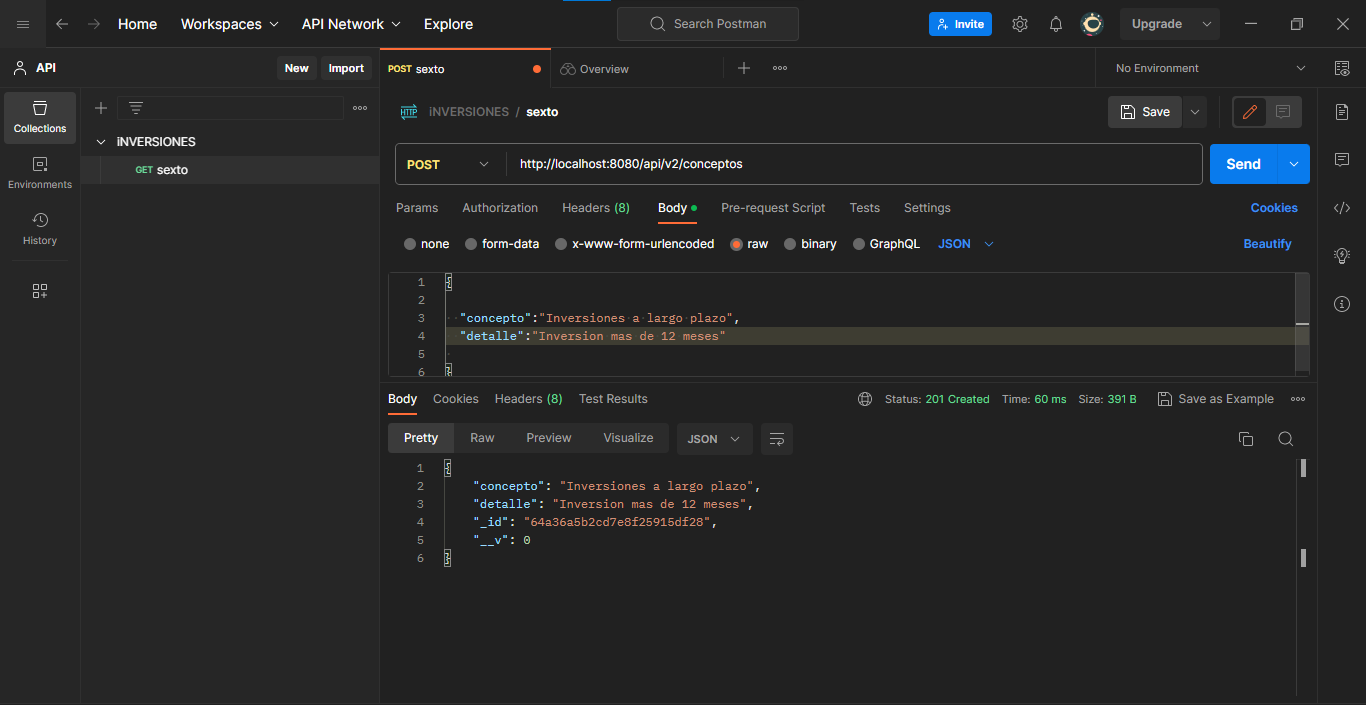 Home Workspaces API Network Explore Search Postman Invite Upgrade
API New Import POST sexto Overview No Environment
Collections
Environments
History
iNVERSIONES
GET sexto
HTTP iNVERSIONES / sexto Save
POST http://localhost:8080/api/v2/conceptos Send
Params Authorization Headers (8) Body Pre-request Script Tests Settings Cookies
none form-data x-www-form-urlencoded raw binary GraphQL JSON Beautify
1 {
2
3 "concepto":"Inversiones a largo plazo",
4 "detalle":"Inversion mas de 12 meses"
5
6 }
Body Cookies Headers (8) Test Results Status: 201 Created Time: 60 ms Size: 391 B Save as Example
Pretty Raw Preview Visualize JSON
1 {
2 "concepto": "Inversiones a largo plazo",
3 "detalle": "Inversion mas de 12 meses",
4 "_id": "64a36a5b2cd7e8f25915df28",
5 "__v": 0
6 }